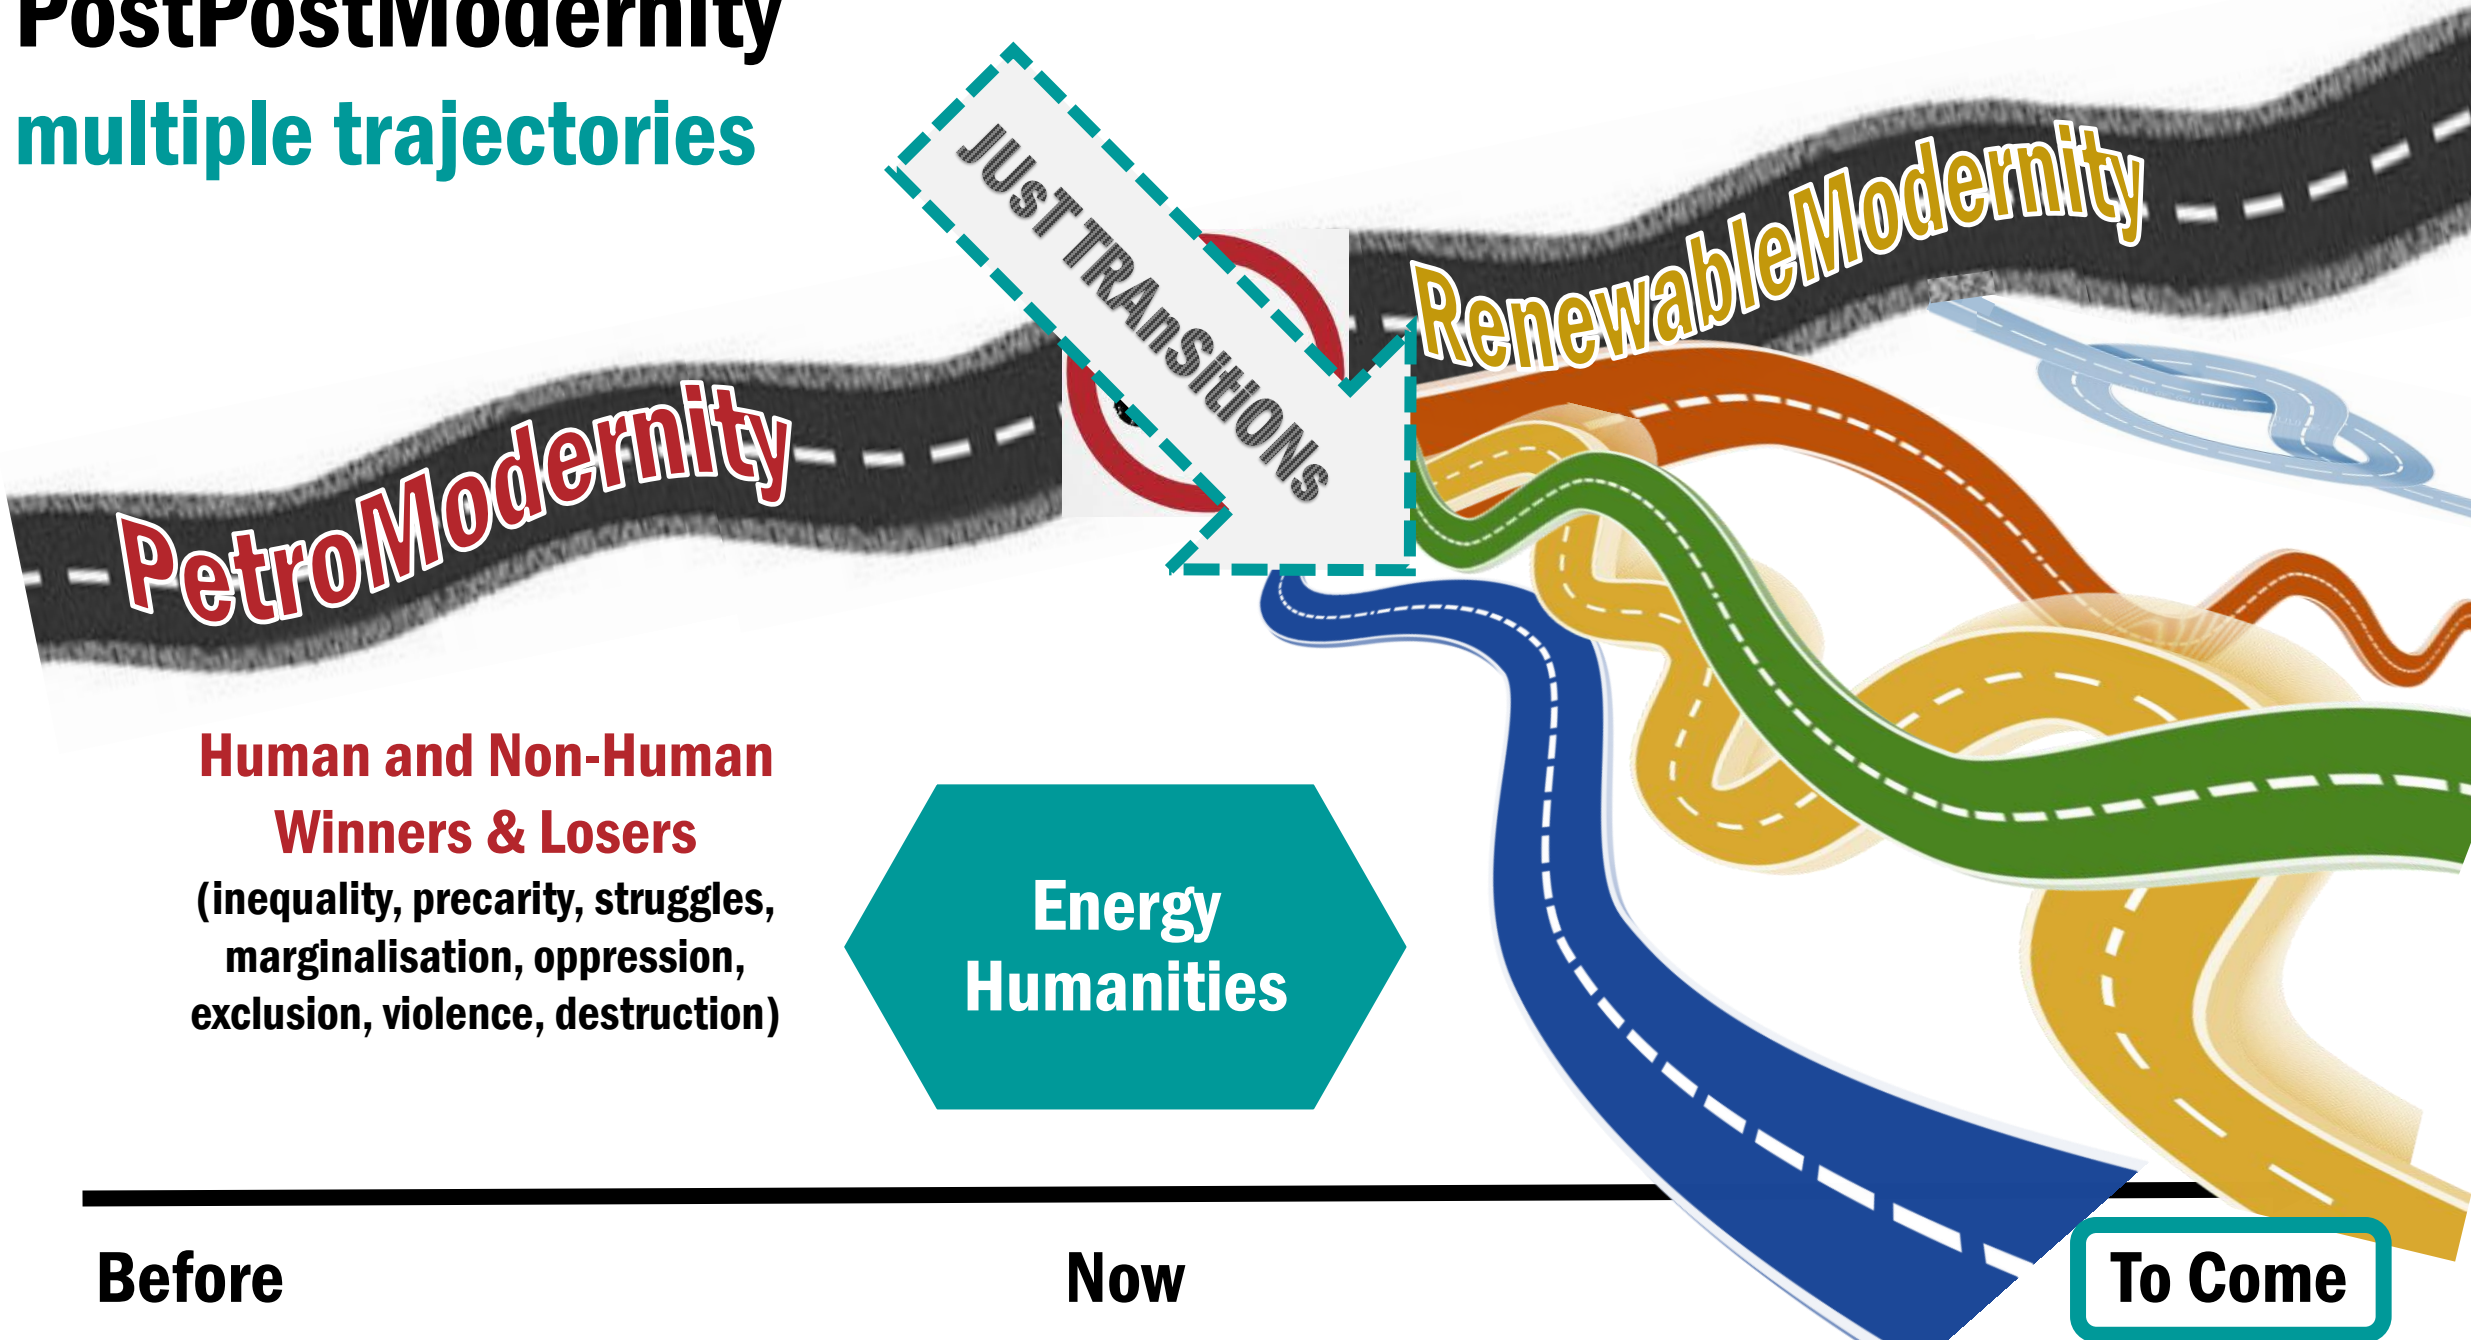 PostPostModernity
multiple trajectories
JUsT TRAnSitiONs
RenewableModernity
PetroModernity
Human and Non-Human
Winners & Losers
(inequality, precarity, struggles,
marginalisation, oppression,
exclusion, violence, destruction)
Energy
Humanities
Before
Now
To Come